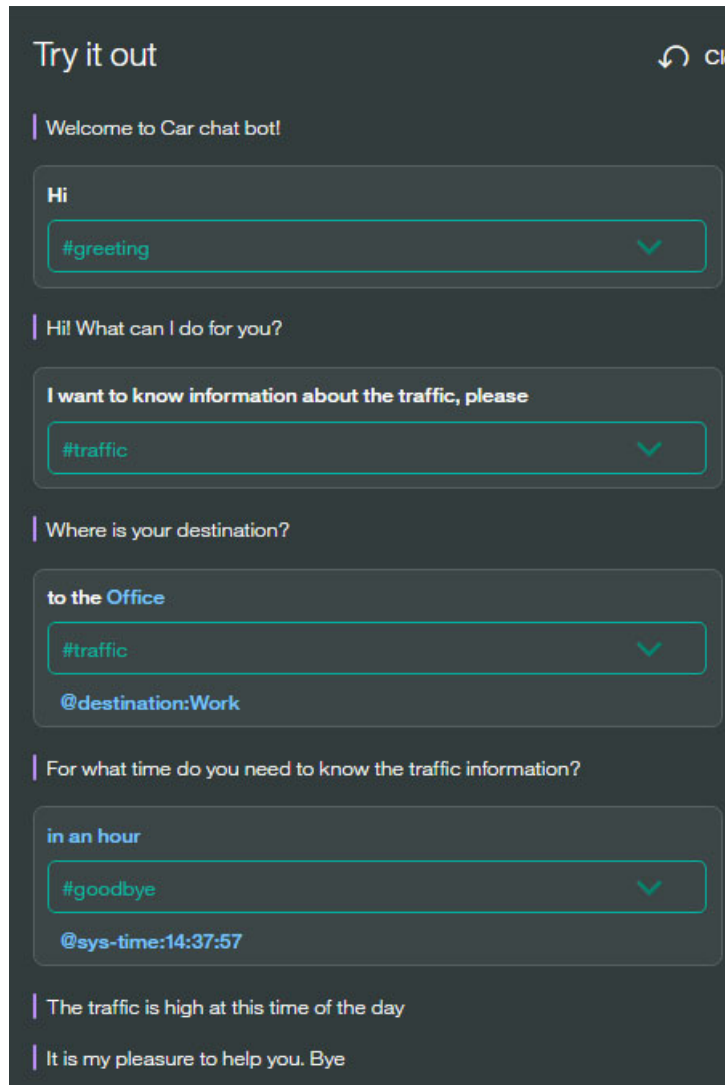 Try it out
Welcome to Car chat bot!
Hi
#greeting
Hi! What can I do for you?
I want to know information about the traffic, please
#traffic
Where is your destination?
to the Office
#traffic
@destination:Work
For what time do you need to know the traffic information?
in an hour
#goodbye
@sys-time:14:37:57
The traffic is high at this time of the day
It is my pleasure to help you. Bye